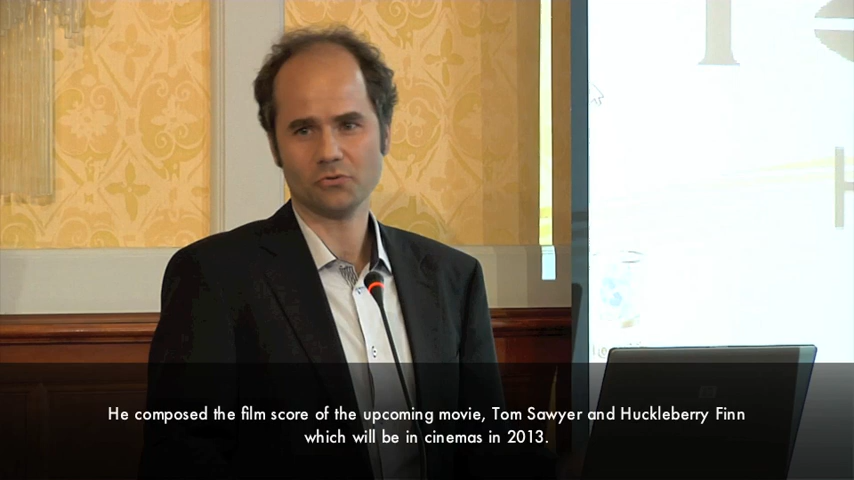 He composed the film score of the upcoming movie, Tom Sawyer and Huckleberry Finn
which will be in cinemas in 2013.